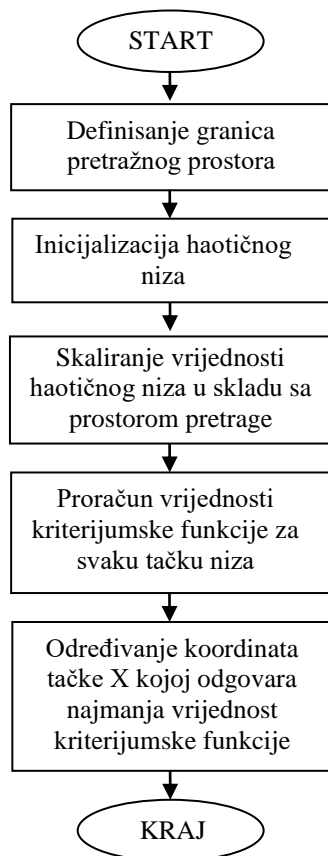 START
Definisanje granica
pretražnog prostora
Inicijalizacija haotičnog
niza
Skaliranje vrijednosti
haotičnog niza u skladu sa
prostorom pretrage
Proračun vrijednosti
kriterijumske funkcije za
svaku tačku niza
Određivanje koordinata
tačke X kojoj odgovara
najmanja vrijednost
kriterijumske funkcije
KRAJ